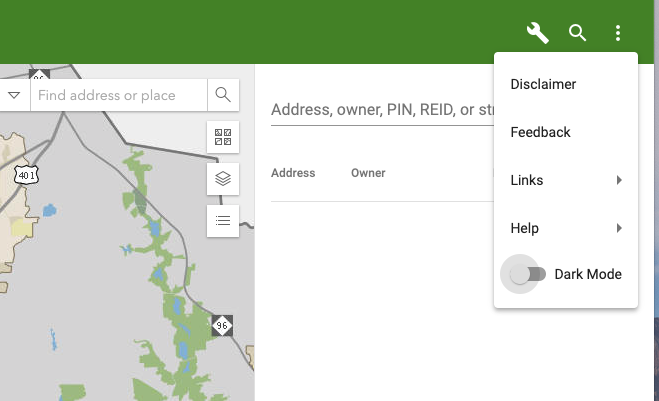 Find address or place
Address, owner, PIN, REID, or str
Address
Owner
Disclaimer
Feedback
Links
Help
Dark Mode
401
96